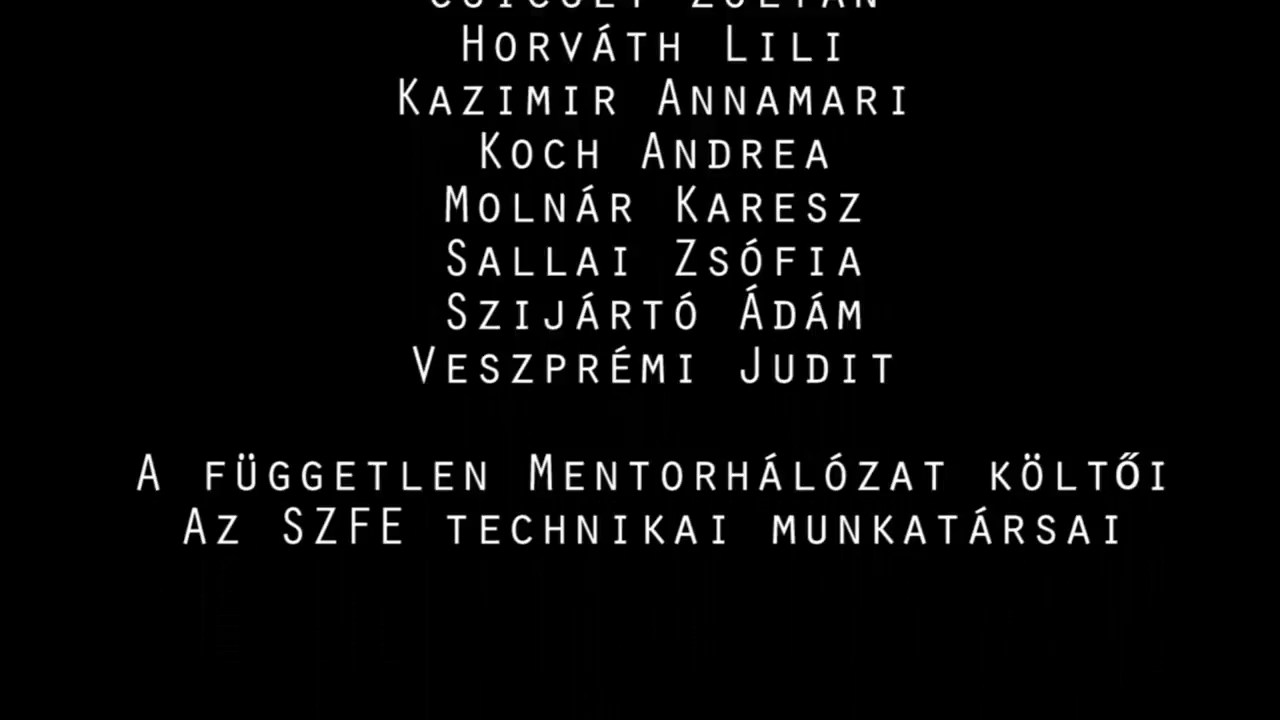 Zoltán
Horváth Lili
Kazimir Annamari
Koch Andrea
Molnár Karesz
Sallai Zsófia
Szijártó Ádám
Veszprémi Judit
A független Mentorhálózat költői
Az SZFE technikai munkatársai